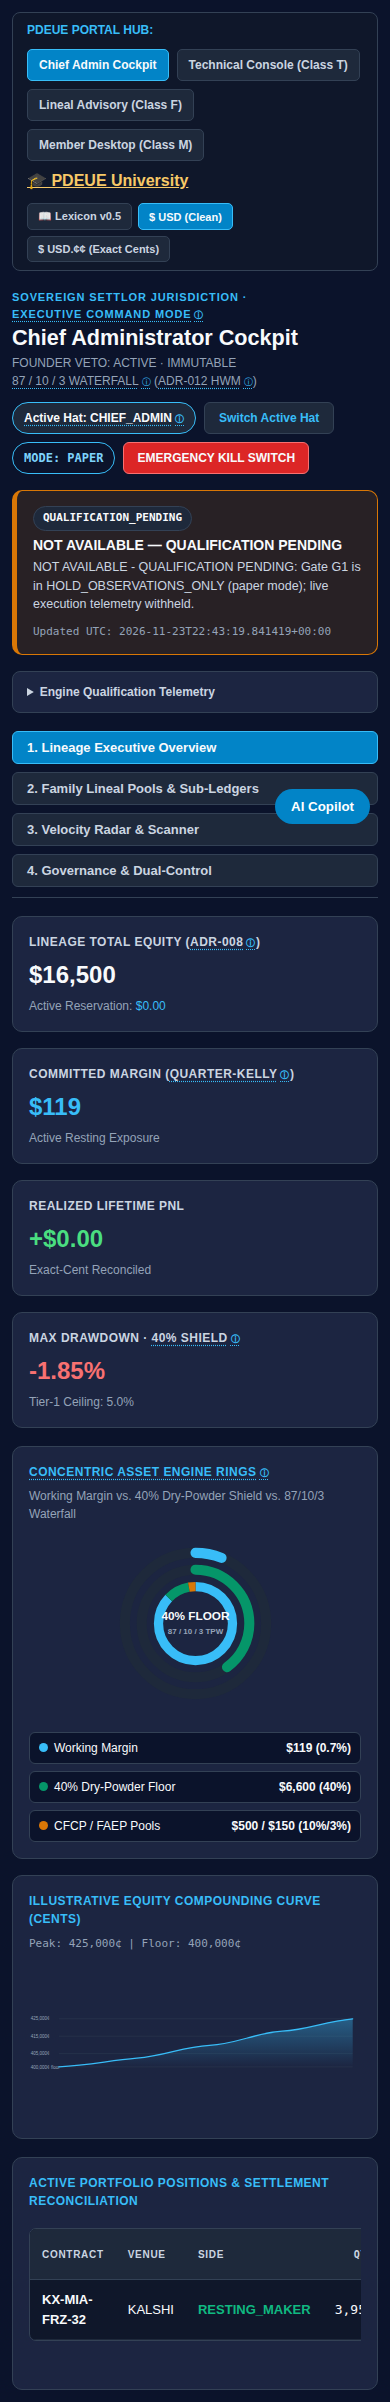 PDEUE PORTAL HUB:
Chief Admin Cockpit
Technical Console (Class T)
Lineal Advisory (Class F)
Member Desktop (Class M)
🎓 PDEUE University
📖 Lexicon v0.5
$ USD (Clean)
$ USD.¢¢ (Exact Cents)
SOVEREIGN SETTLOR JURISDICTION ·
EXECUTIVE COMMAND MODE ⓘ
Chief Administrator Cockpit
FOUNDER VETO: ACTIVE · IMMUTABLE
87 / 10 / 3 WATERFALL ⓘ (ADR-012 HWM ⓘ)
Active Hat: CHIEF_ADMIN ⓘ
Switch Active Hat
MODE: PAPER
EMERGENCY KILL SWITCH
QUALIFICATION_PENDING
NOT AVAILABLE — QUALIFICATION PENDING
NOT AVAILABLE - QUALIFICATION PENDING: Gate G1 is
in HOLD_OBSERVATIONS_ONLY (paper mode); live
execution telemetry withheld.
Updated UTC: 2026-11-23T22:43:19.841419+00:00
▶ Engine Qualification Telemetry
1. Lineage Executive Overview
2. Family Lineal Pools & Sub-Ledgers
AI Copilot
3. Velocity Radar & Scanner
4. Governance & Dual-Control
LINEAGE TOTAL EQUITY (ADR-008 ⓘ)
$16,500
Active Reservation: $0.00
COMMITTED MARGIN (QUARTER-KELLY ⓘ)
$119
Active Resting Exposure
REALIZED LIFETIME PNL
+$0.00
Exact-Cent Reconciled
MAX DRAWDOWN · 40% SHIELD ⓘ
-1.85%
Tier-1 Ceiling: 5.0%
CONCENTRIC ASSET ENGINE RINGS ⓘ
Working Margin vs. 40% Dry-Powder Shield vs. 87/10/3
Waterfall
40% FLOOR
87 / 10 / 3 TPW
Working Margin
$119 (0.7%)
40% Dry-Powder Floor
$6,600 (40%)
CFCP / FAEP Pools
$500 / $150 (10%/3%)
ILLUSTRATIVE EQUITY COMPOUNDING CURVE
(CENTS)
Peak: 425,000¢ | Floor: 400,000¢
425,000¢
415,000¢
405,000¢
400,000¢
ACTIVE PORTFOLIO POSITIONS & SETTLEMENT
RECONCILIATION
CONTRACT
VENUE
SIDE
KX-MIA-
FRZ-32
KALSHI
RESTING_MAKER